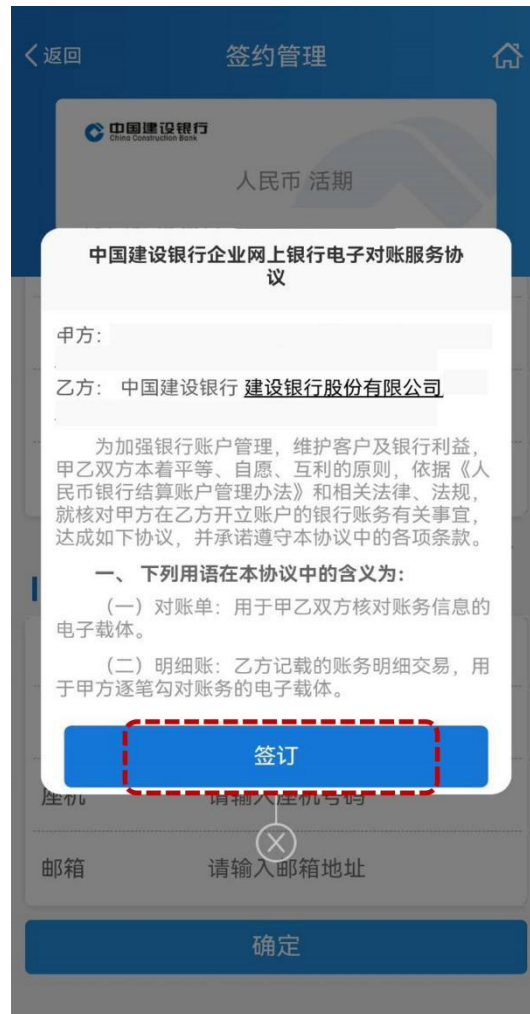 返回
签约管理
中国建设银行
China Construction Bank
人民币 活期
中国建设银行企业网上银行电子对账服务协
议
甲方:
乙方: 中国建设银行 建设银行股份有限公司
为加强银行账户管理, 维护客户及银行利益,
甲乙双方本着平等、自愿、互利的原则, 依据《人
民币银行结算账户管理办法》和相关法律、法规,
就核对甲方在乙方开立账户的银行账务有关事宜,
达成如下协议, 并承诺遵守本协议中的各项条款。
一、 下列用语在本协议中的含义为:
(一) 对账单: 用于甲乙双方核对账务信息的
电子载体。
(二) 明细账: 乙方记载的账务明细交易, 用
于甲方逐笔勾对账务的电子载体。
签订
座机 请输入座机号码
邮箱 请输入邮箱地址
确定